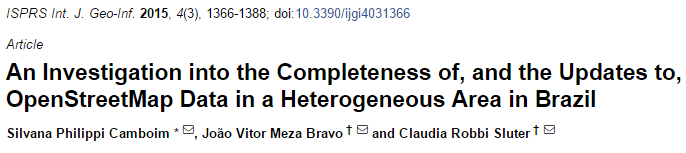 ISPRS Int. J. Geo-Inf. 2015, 4(3), 1366-1388; doi:10.3390/ijgi4031366
Article
An Investigation into the Completeness of, and the Updates to,
OpenStreetMap Data in a Heterogeneous Area in Brazil
Silvana Philippi Camboim *, João Vitor Meza Bravo † and Claudia Robbi Sluter †